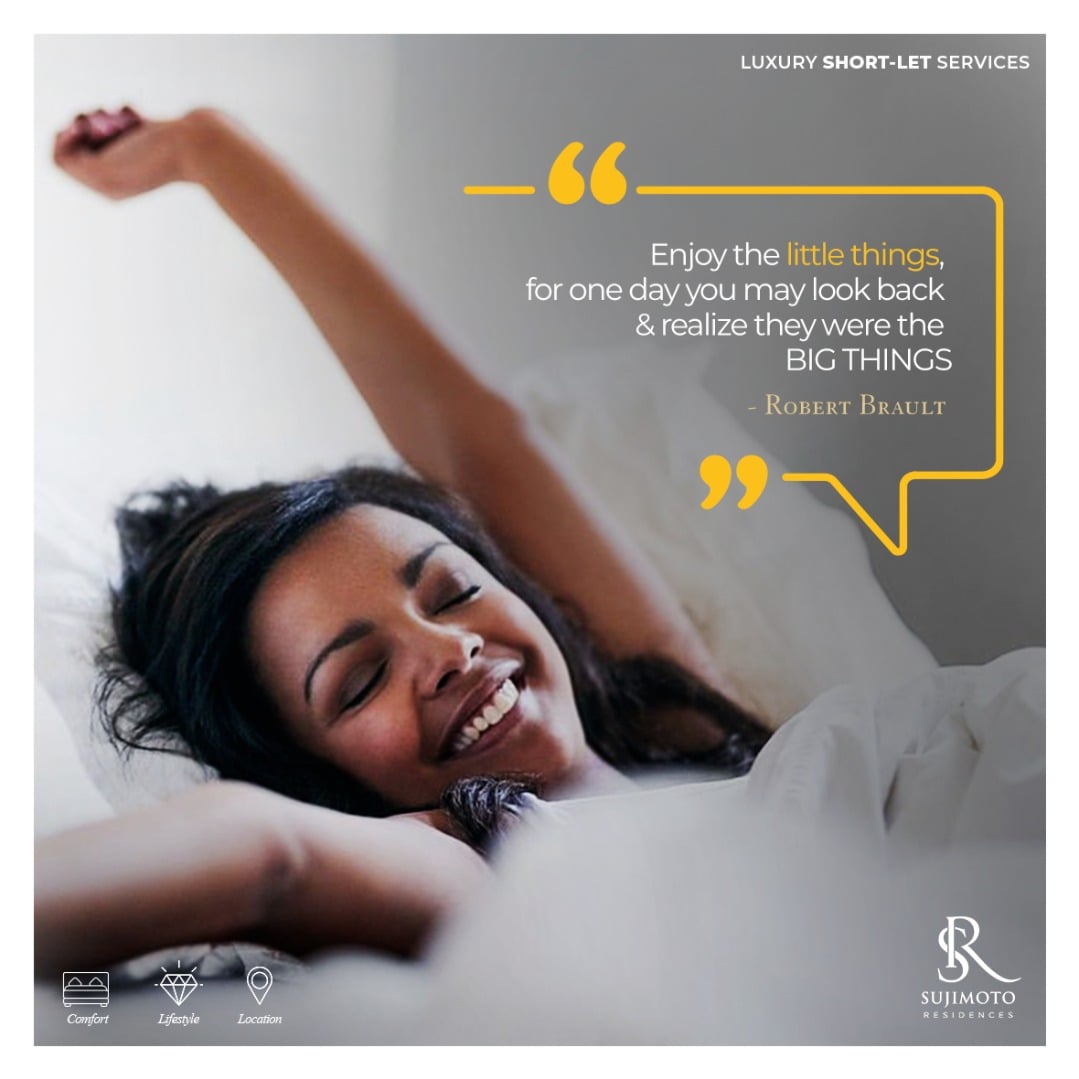 LUXURY SHORT-LET SERVICES
“
Enjoy the little things,
for one day you may look back
& realize they were the
BIG THINGS
- ROBERT BRAULT
”
Comfort
Lifestyle
Location
SR
SUJIMOTO
RESIDENCES